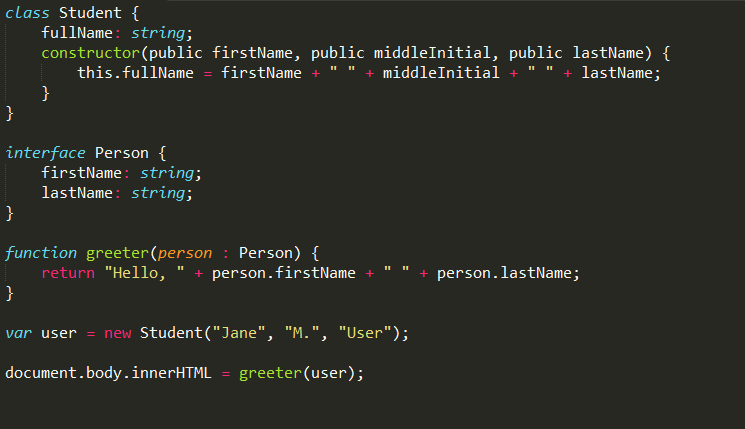 class Student {
    fullName: string;
    constructor(public firstName, public middleInitial, public lastName) {
        this.fullName = firstName + " " + middleInitial + " " + lastName;
    }
}

interface Person {
    firstName: string;
    lastName: string;
}

function greeter(person : Person) {
    return "Hello, " + person.firstName + " " + person.lastName;
}

var user = new Student("Jane", "M.", "User");

document.body.innerHTML = greeter(user);